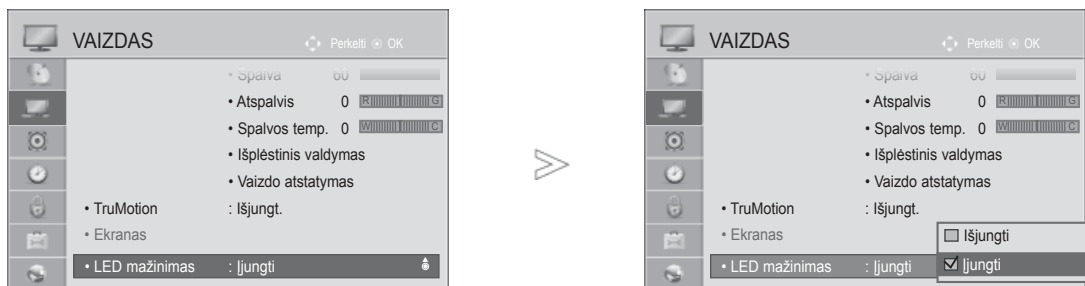 VAIZDAS
Perkelti OK
• Spalva 60
• Atspalvis 0 R G
• Spalvos temp. 0 W C
• Išplėstinis valdymas
• Vaizdo atstatymas
• TruMotion : Išjungt.
• Ekranas
• LED mažinimas : Įjungti
>
VAIZDAS
Perkelti OK
• Spalva 60
• Atspalvis 0 R G
• Spalvos temp. 0 W C
• Išplėstinis valdymas
• Vaizdo atstatymas
• TruMotion : Išjungt.
• Ekranas
• LED mažinimas : Įjungti
Išjungti
Įjungti